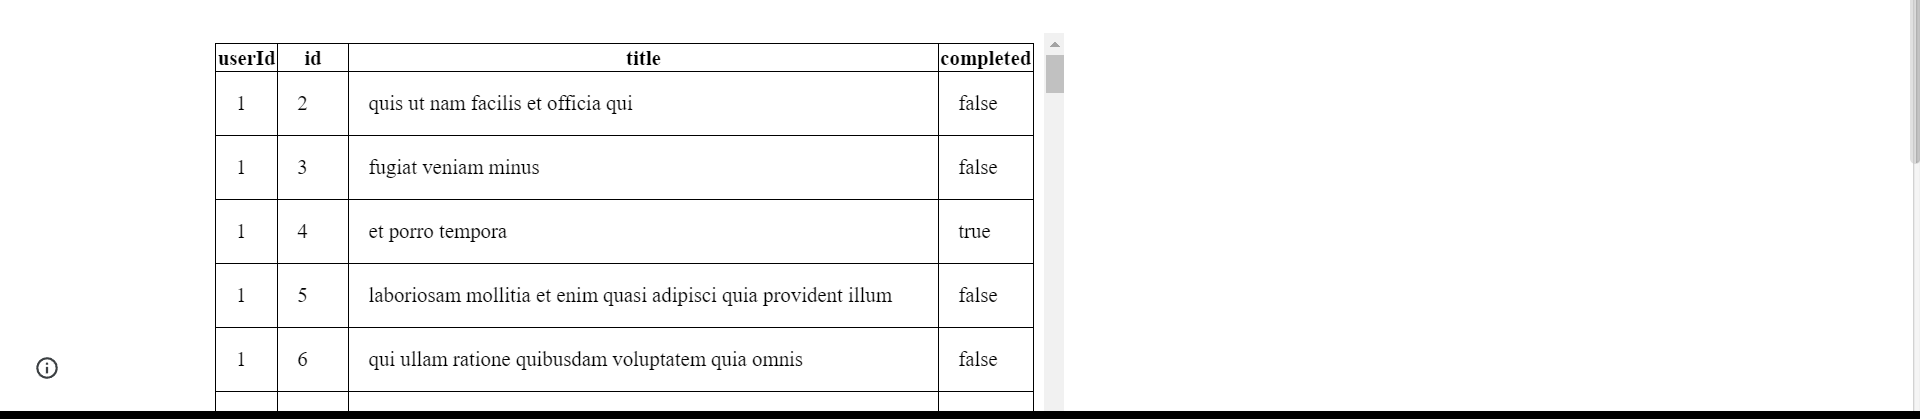 userId id title completed
1 2 quis ut nam facilis et officia qui false
1 3 fugiat veniam minus false
1 4 et porro tempora true
1 5 laboriosam mollitia et enim quasi adipisci quia provident illum false
1 6 qui ullam ratione quibusdam voluptatem quia omnis false